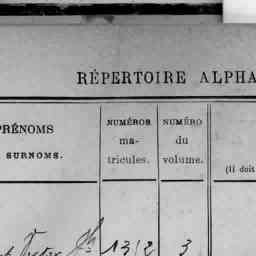 RÉPERTOIRE ALPHA
PRÉNOMS
SURNOMS.
NUMÉROS
ma-
tricules.
NUMÉRO
du
volume.
(Il doit
1312 3